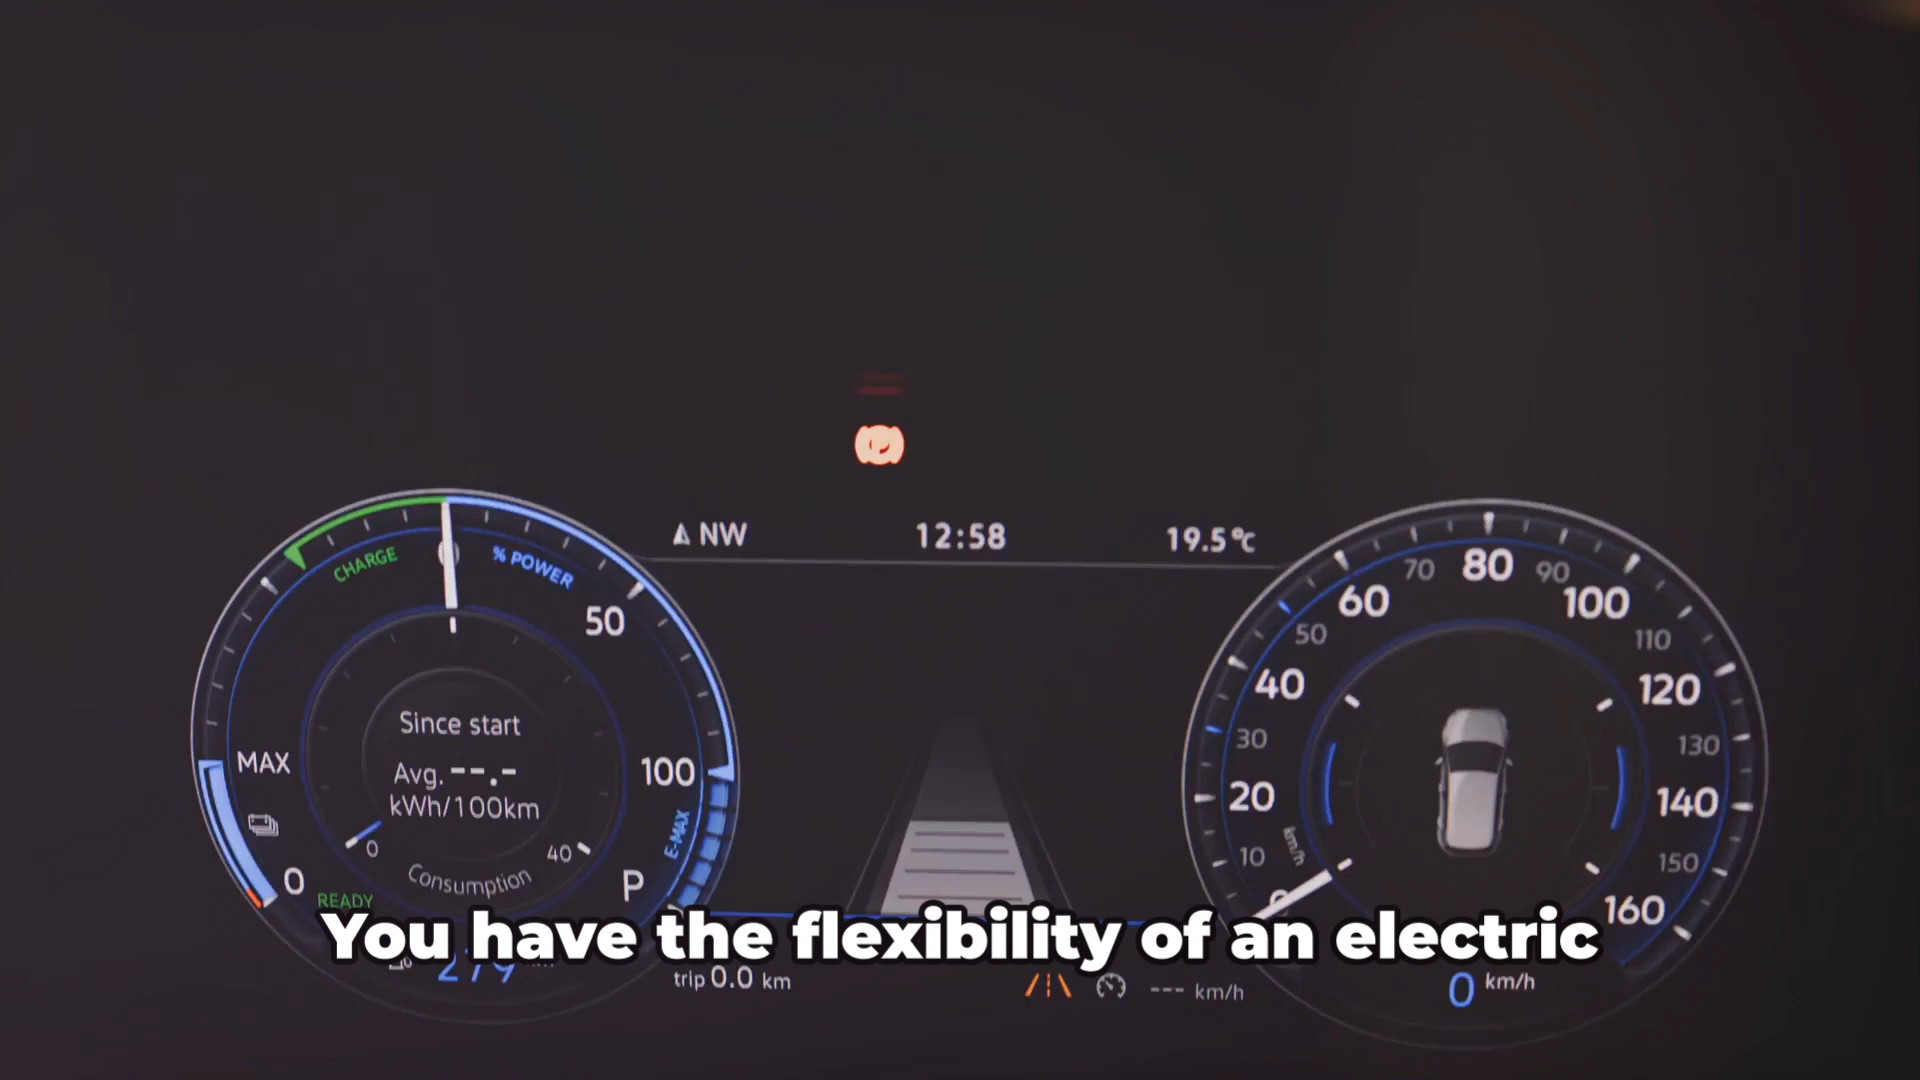 NW
12:58
19.5°C
CHARGE
% POWER
50
100
MAX
0
E-MAX
P
READY
Since start
Avg. --.-
kWh/100km
0
40
Consumption
10
20
30
40
50
60
70
80
90
100
110
120
130
140
150
160
km/h
You have the flexibility of an electric
279
trip 0.0 km
--- km/h
0 km/h